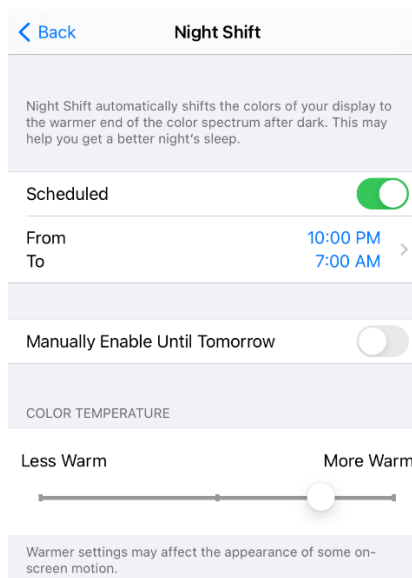 Back
Night Shift
Night Shift automatically shifts the colors of your display to
the warmer end of the color spectrum after dark. This may
help you get a better night's sleep.
Scheduled
From 10:00 PM
To 7:00 AM
Manually Enable Until Tomorrow
COLOR TEMPERATURE
Less Warm More Warm
Warmer settings may affect the appearance of some on-
screen motion.